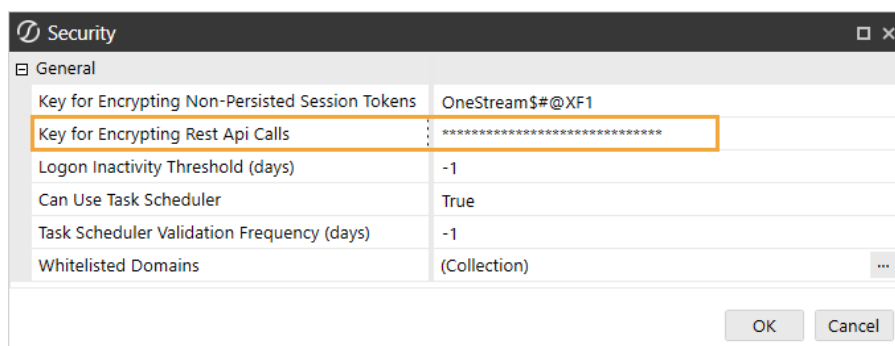 Security
General
Key for Encrypting Non-Persisted Session Tokens OneStream$#@XF1
Key for Encrypting Rest Api Calls ******************************
Logon Inactivity Threshold (days) -1
Can Use Task Scheduler True
Task Scheduler Validation Frequency (days) -1
Whitelisted Domains (Collection) ...
OK Cancel